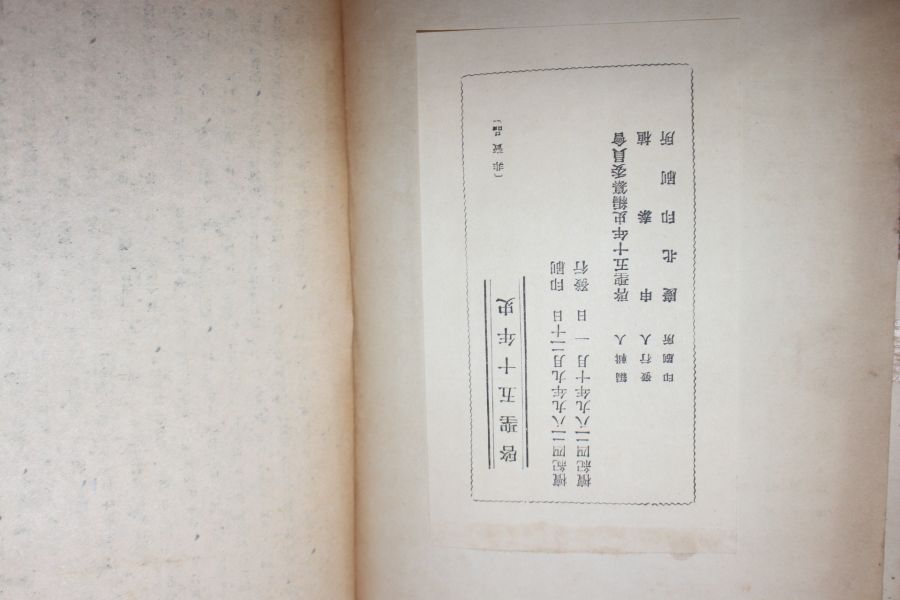 啓聖五十年史
(非賣品)
檀紀四二八九年九月二十日 印刷
檀紀四二八九年十月一日 發行
編輯人 啓聖五十年史編纂委員會
發行人 申泰植
印刷所 慶北印刷所